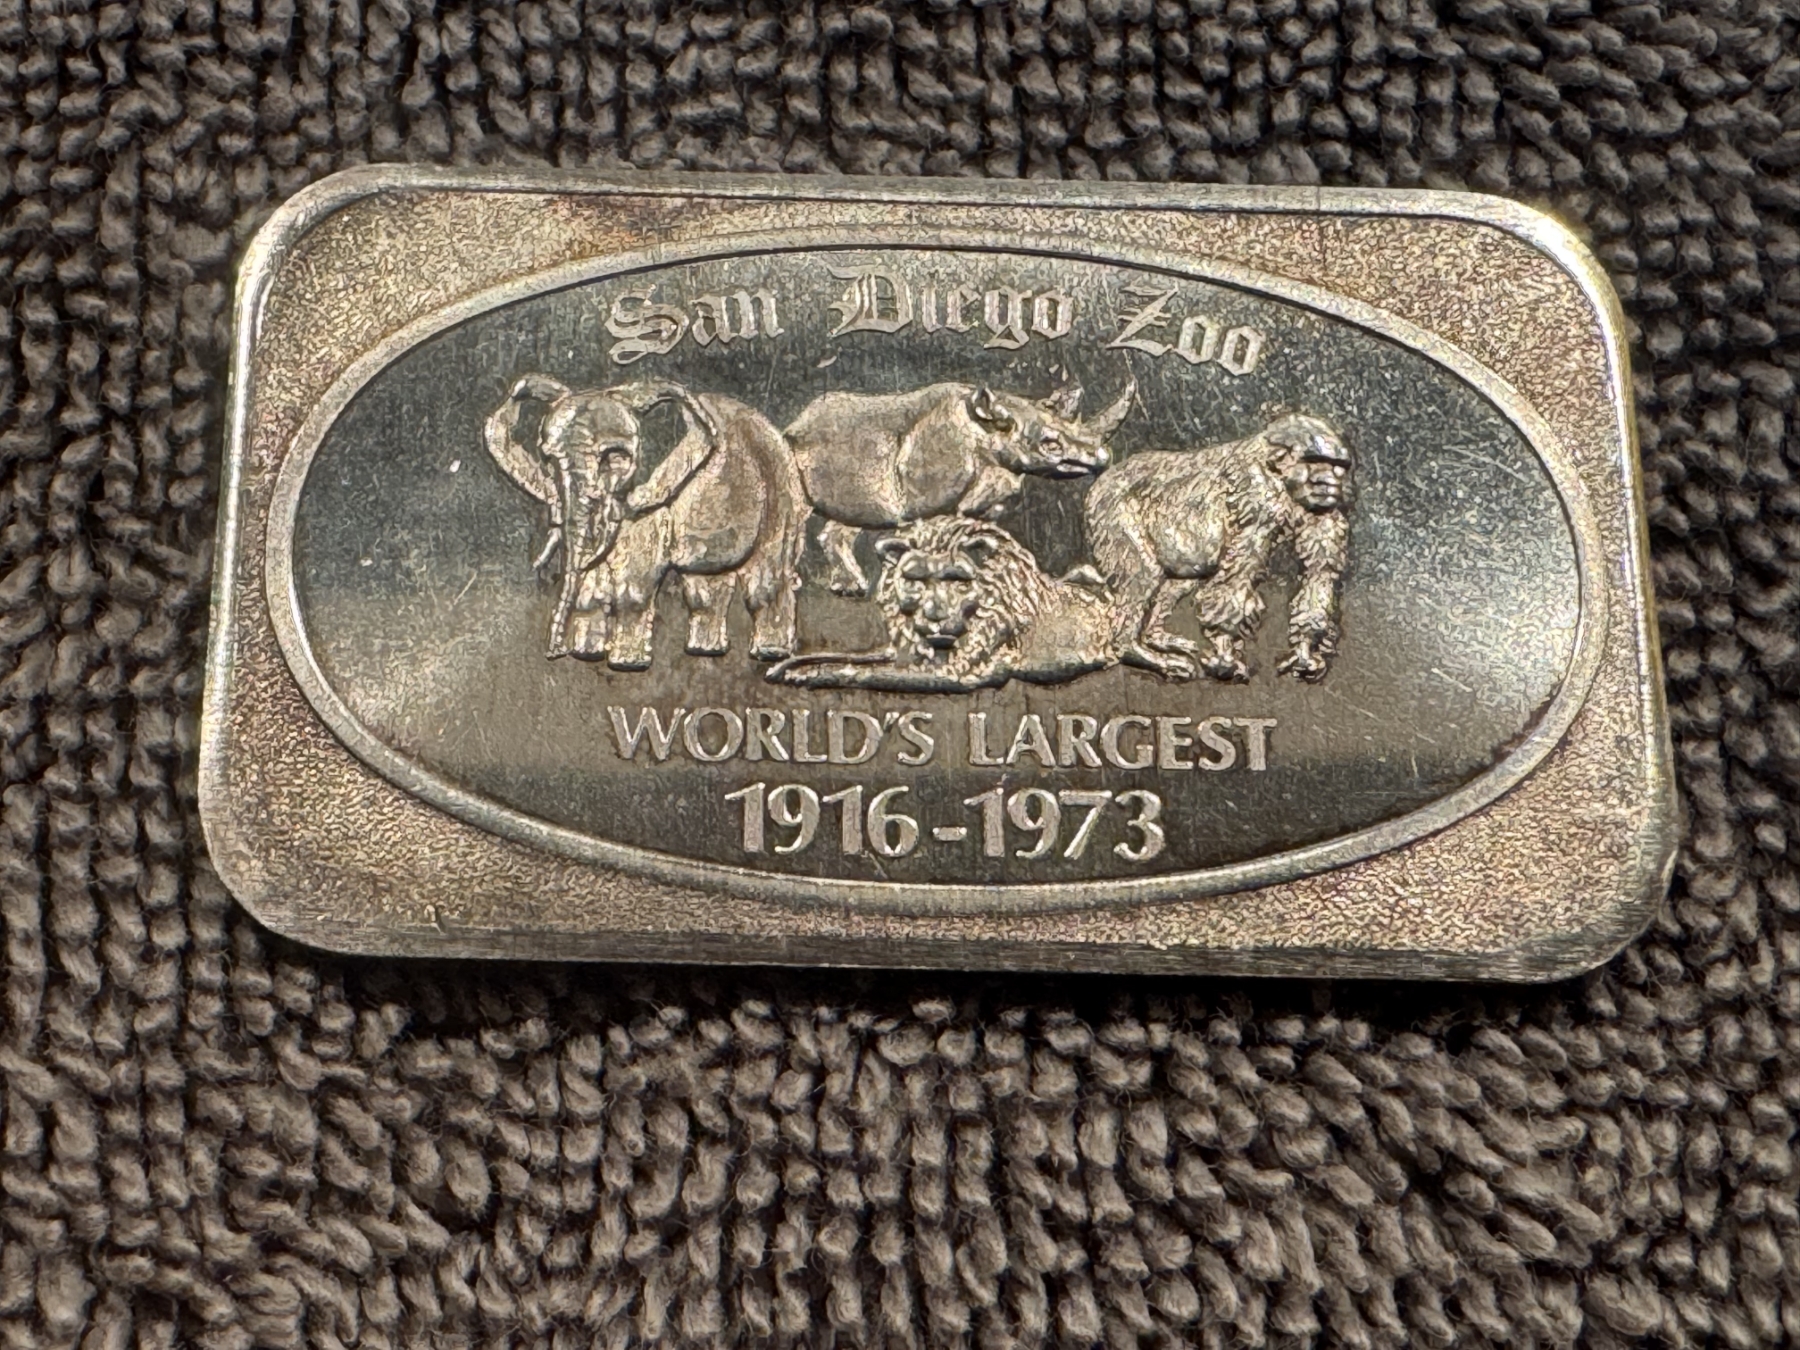 San Diego Zoo
WORLD'S LARGEST
1916-1973